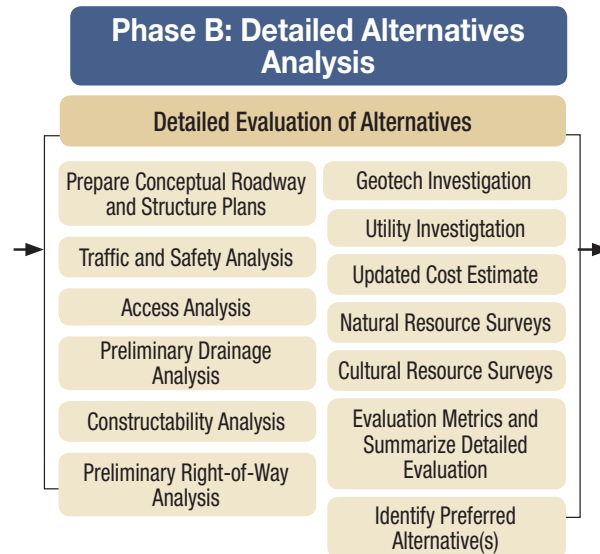 Phase B: Detailed Alternatives
Analysis
Detailed Evaluation of Alternatives
Prepare Conceptual Roadway
and Structure Plans
Traffic and Safety Analysis
Access Analysis
Preliminary Drainage
Analysis
Constructability Analysis
Preliminary Right-of-Way
Analysis
Geotech Investigation
Utility Investigtation
Updated Cost Estimate
Natural Resource Surveys
Cultural Resource Surveys
Evaluation Metrics and
Summarize Detailed
Evaluation
Identify Preferred
Alternative(s)